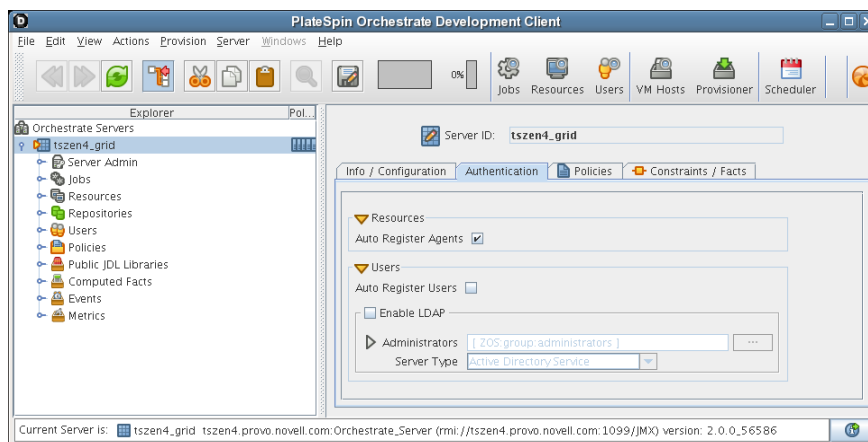 PlateSpin Orchestrate Development Client
File Edit View Actions Provision Server Windows Help
0%
Jobs Resources Users VM Hosts Provisioner Scheduler
Explorer Pol...
Orchestrate Servers
tszen4_grid
Server Admin
Jobs
Resources
Repositories
Users
Policies
Public JDL Libraries
Computed Facts
Events
Metrics
Server ID: tszen4_grid
Info / Configuration Authentication Policies Constraints / Facts
Resources
Auto Register Agents
Users
Auto Register Users
Enable LDAP
Administrators [ ZOS:group:administrators ] ...
Server Type Active Directory Service
Current Server is: tszen4_grid tszen4.provo.novell.com:Orchestrate_Server (rmi://tszen4.provo.novell.com:1099/JMX) version: 2.0.0_56586